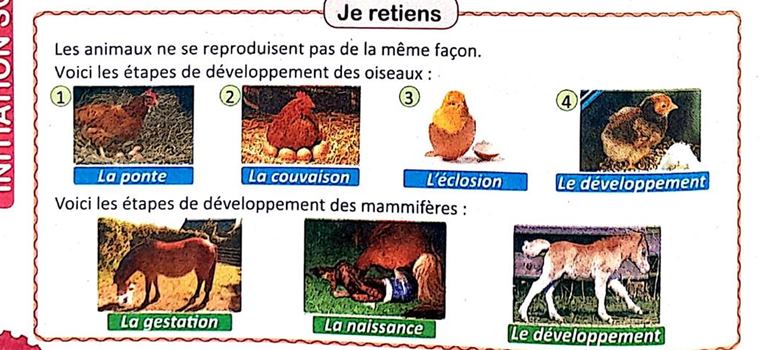 Je retiens
Les animaux ne se reproduisent pas de la même façon.
Voici les étapes de développement des oiseaux :
1 2 3 4
La ponte La couvaison L'éclosion Le développement
Voici les étapes de développement des mammifères :
La gestation La naissance Le développement